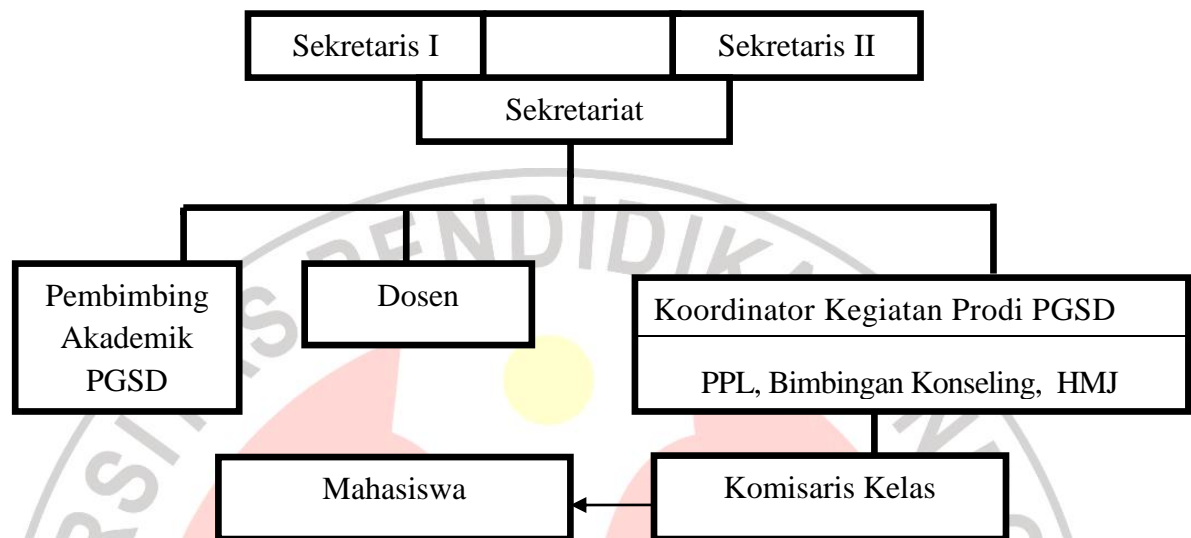 Sekretaris I
Sekretaris II
Sekretariat
Pembimbing
Akademik
PGSD
Dosen
Koordinator Kegiatan Prodi PGSD
PPL, Bimbingan Konseling, HMJ
Mahasiswa
Komisaris Kelas